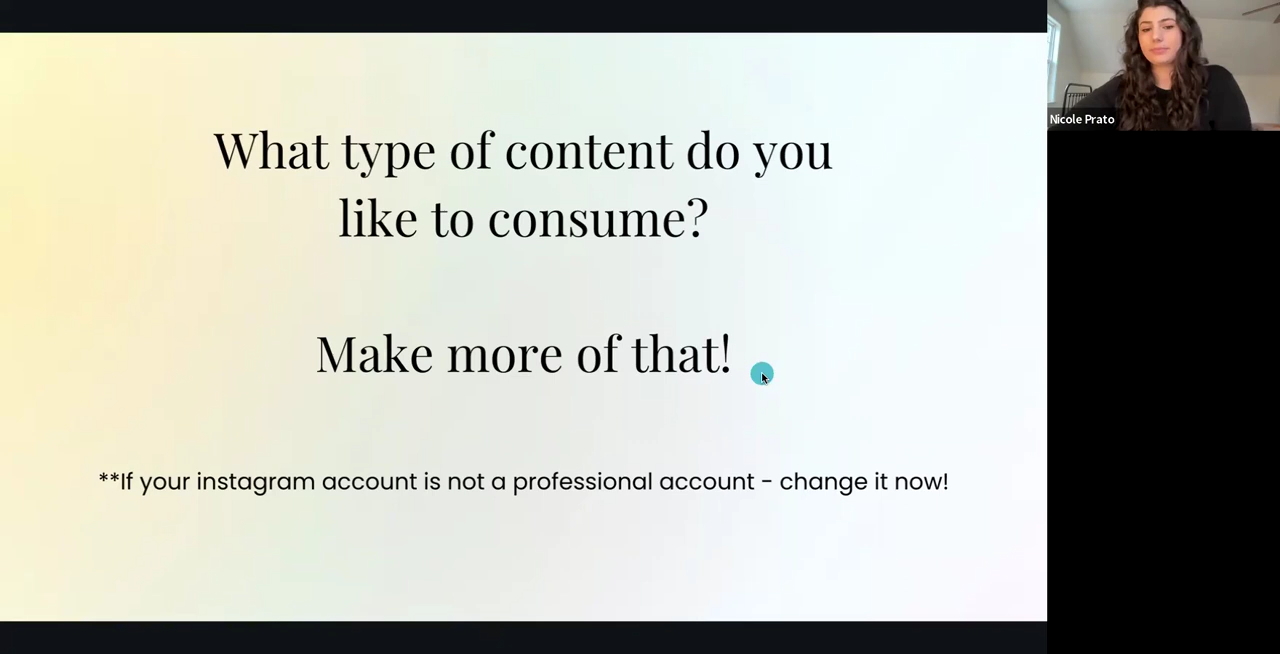 What type of content do you
like to consume?
Make more of that!
**If your instagram account is not a professional account - change it now!
Nicole Prato